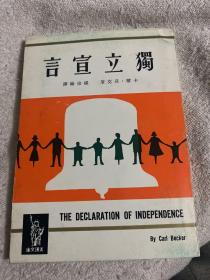 獨立宣言
THE DECLARATION OF INDEPENDENCE
By Carl Becker